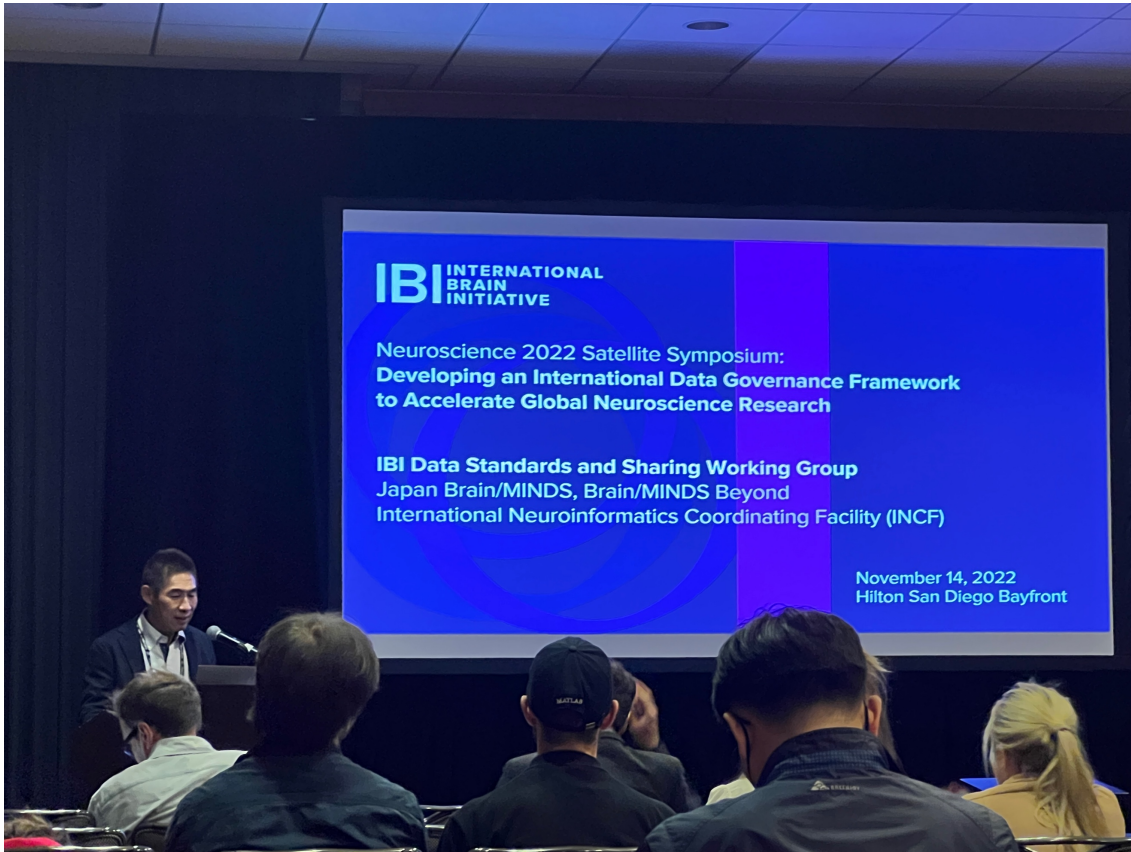 IBI INTERNATIONAL
BRAIN
INITIATIVE
Neuroscience 2022 Satellite Symposium:
Developing an International Data Governance Framework
to Accelerate Global Neuroscience Research
IBI Data Standards and Sharing Working Group
Japan Brain/MINDS, Brain/MINDS Beyond
International Neuroinformatics Coordinating Facility (INCF)
November 14, 2022
Hilton San Diego Bayfront
MATLAB